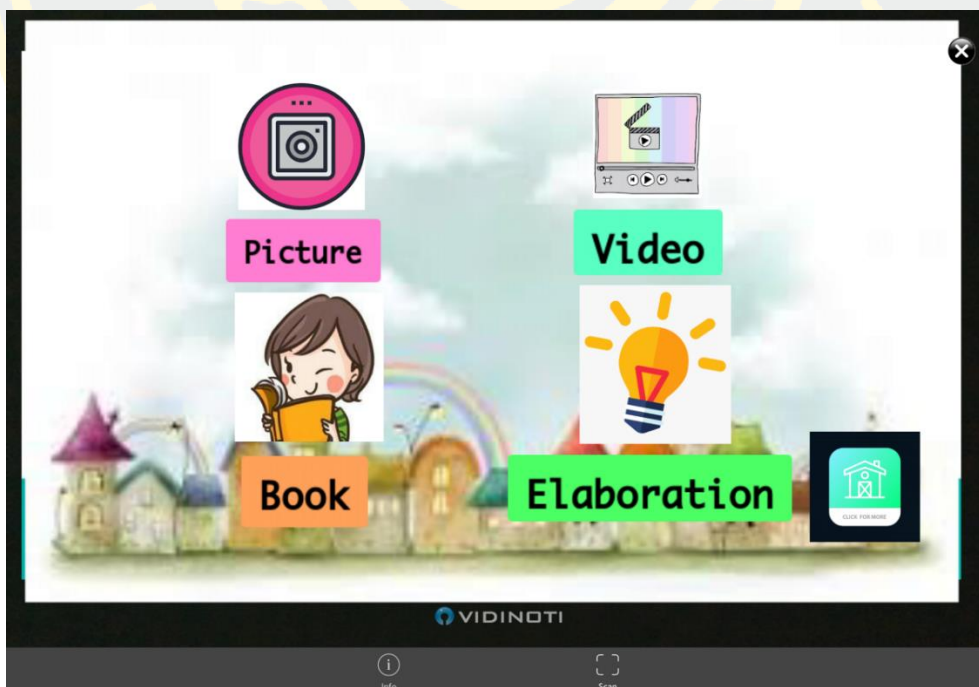 Picture
Video
Book
Elaboration
CLICK FOR MORE
VIDINOTI
Info
Scan